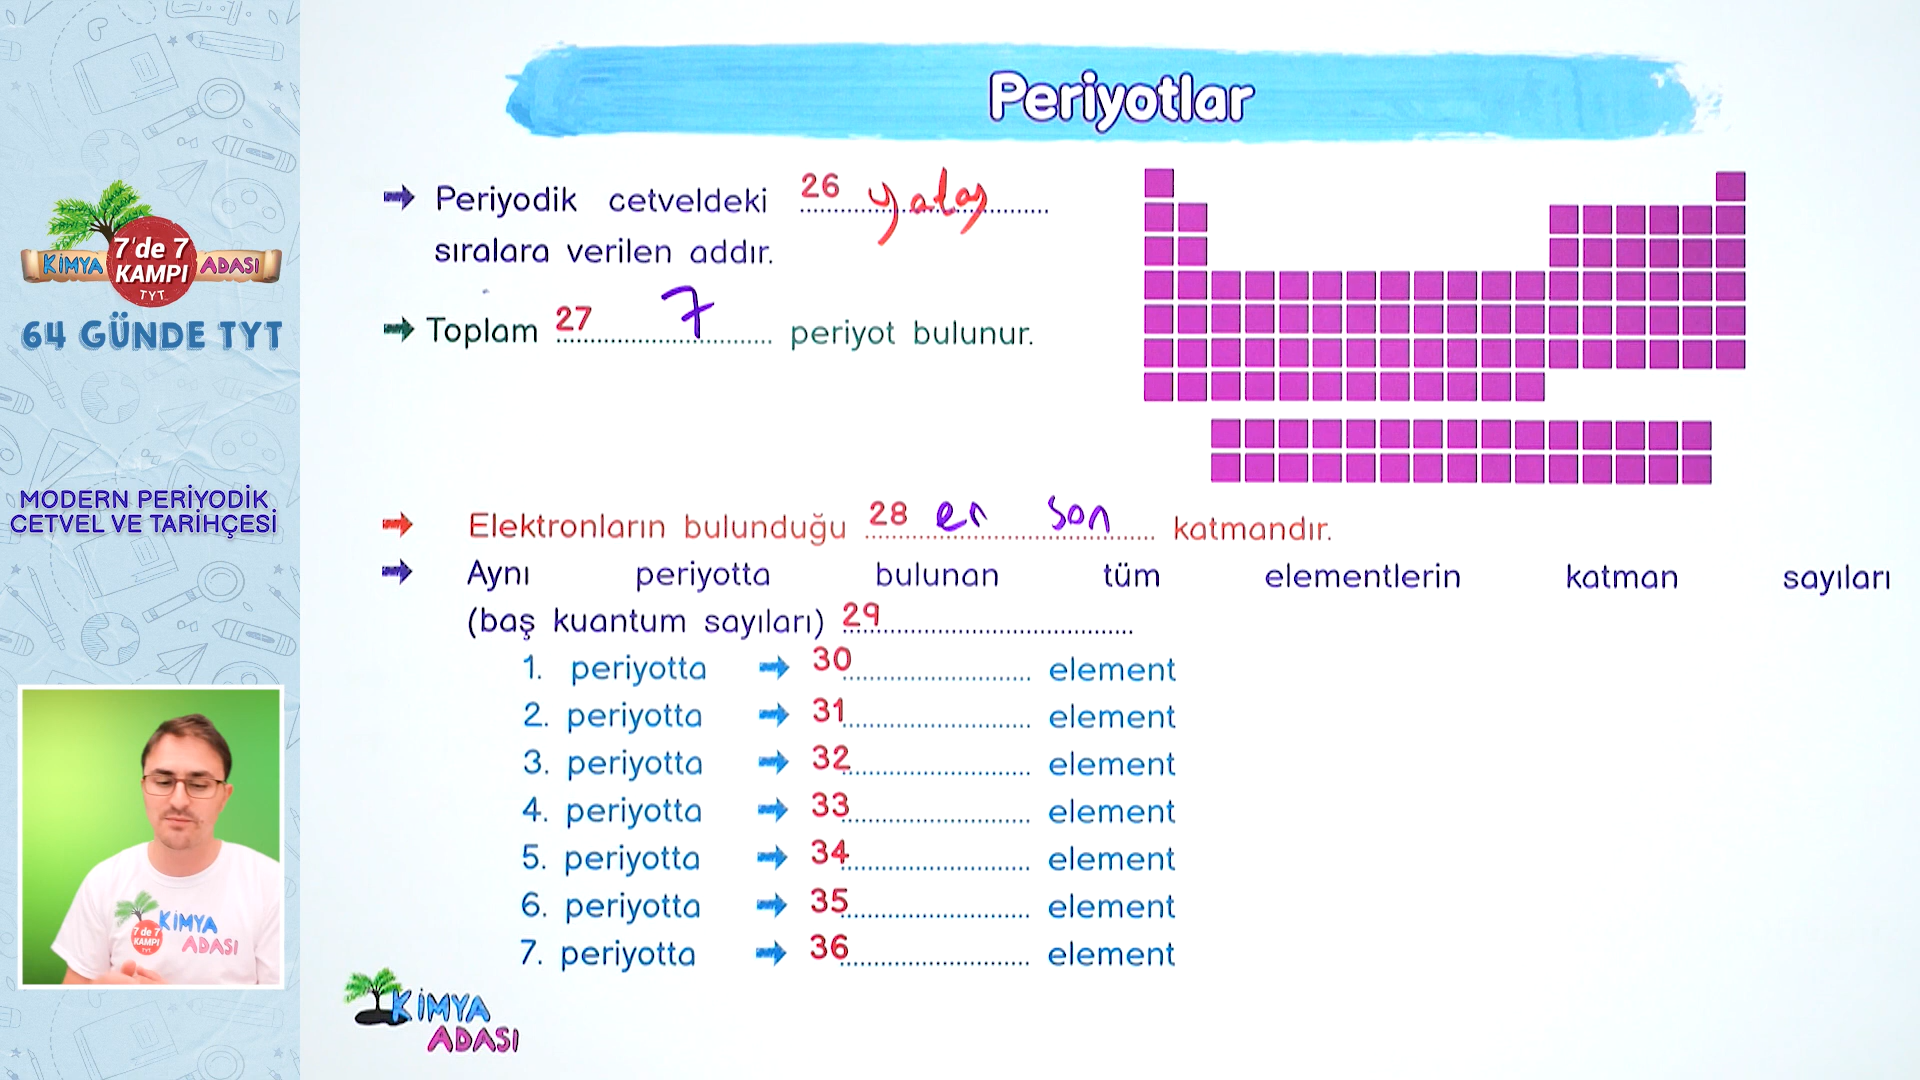 Periyotlar
Periyodik cetveldeki 26 yatay
sıralara verilen addır.
Toplam 27 7 periyot bulunur.
Elektronların bulunduğu 28 en son katmandır.
Aynı periyotta bulunan tüm elementlerin katman sayıları
(baş kuantum sayıları) 29
1. periyotta 30 element
2. periyotta 31 element
3. periyotta 32 element
4. periyotta 33 element
5. periyotta 34 element
6. periyotta 35 element
7. periyotta 36 element
KİMYA
ADASI
7'de 7
KİMYA KAMPI ADASI
TYT
64 GÜNDE TYT
MODERN PERİYODİK
CETVEL VE TARİHÇESİ
KİMYA
7 de 7
KAMPI
TYT
ADASI